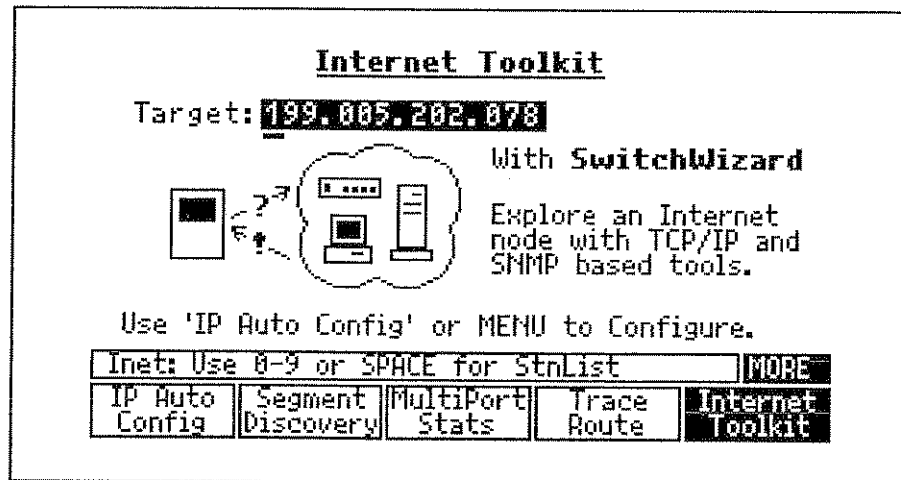 Internet Toolkit
Target: 199.005.202.078
With SwitchWizard
? 
Explore an Internet
node with TCP/IP and
SNMP based tools.
Use 'IP Auto Config' or MENU to Configure.
Inet: Use 0-9 or SPACE for StnList MORE
IP Auto Config
Segment Discovery
MultiPort Stats
Trace Route
Internet Toolkit